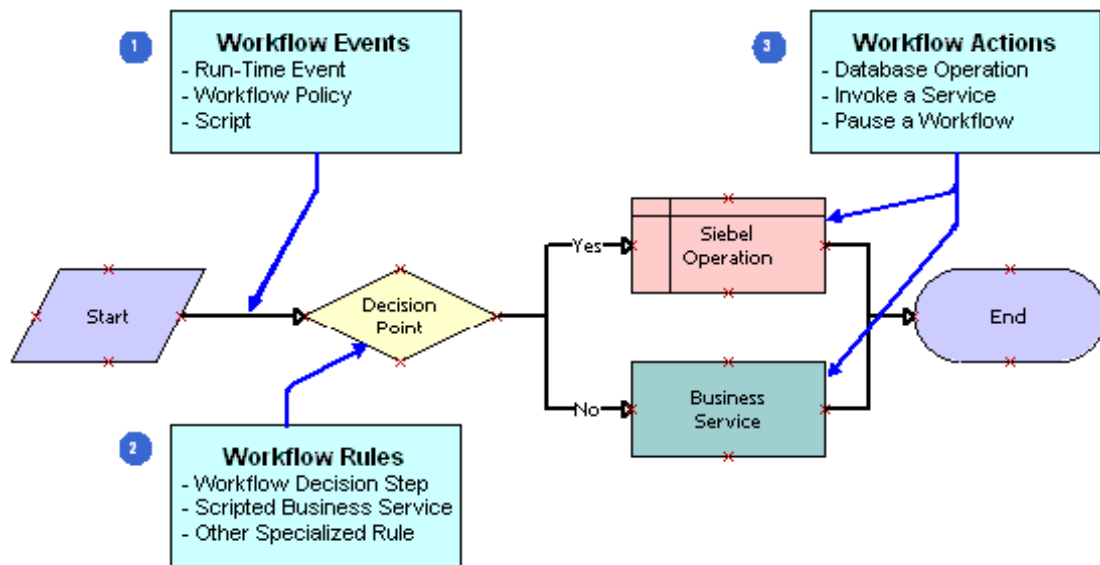 1
Workflow Events
- Run-Time Event
- Workflow Policy
- Script
3
Workflow Actions
- Database Operation
- Invoke a Service
- Pause a Workflow
Start
Decision
Point
Yes
Siebel
Operation
No
Business
Service
End
2
Workflow Rules
- Workflow Decision Step
- Scripted Business Service
- Other Specialized Rule